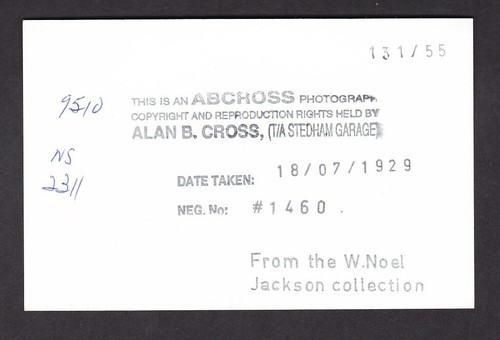 131/55
9510
THIS IS AN ABCROSS PHOTOGRAPH
COPYRIGHT AND REPRODUCTION RIGHTS HELD BY
ALAN B. CROSS, (T/A STEDHAM GARAGE)
NS
2311
DATE TAKEN: 18/07/1929
NEG. No: #1460.
From the W.Noel
Jackson collection